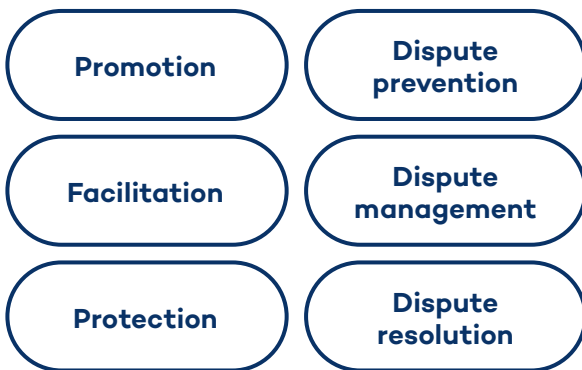 Promotion
Dispute
prevention
Facilitation
Dispute
management
Protection
Dispute
resolution